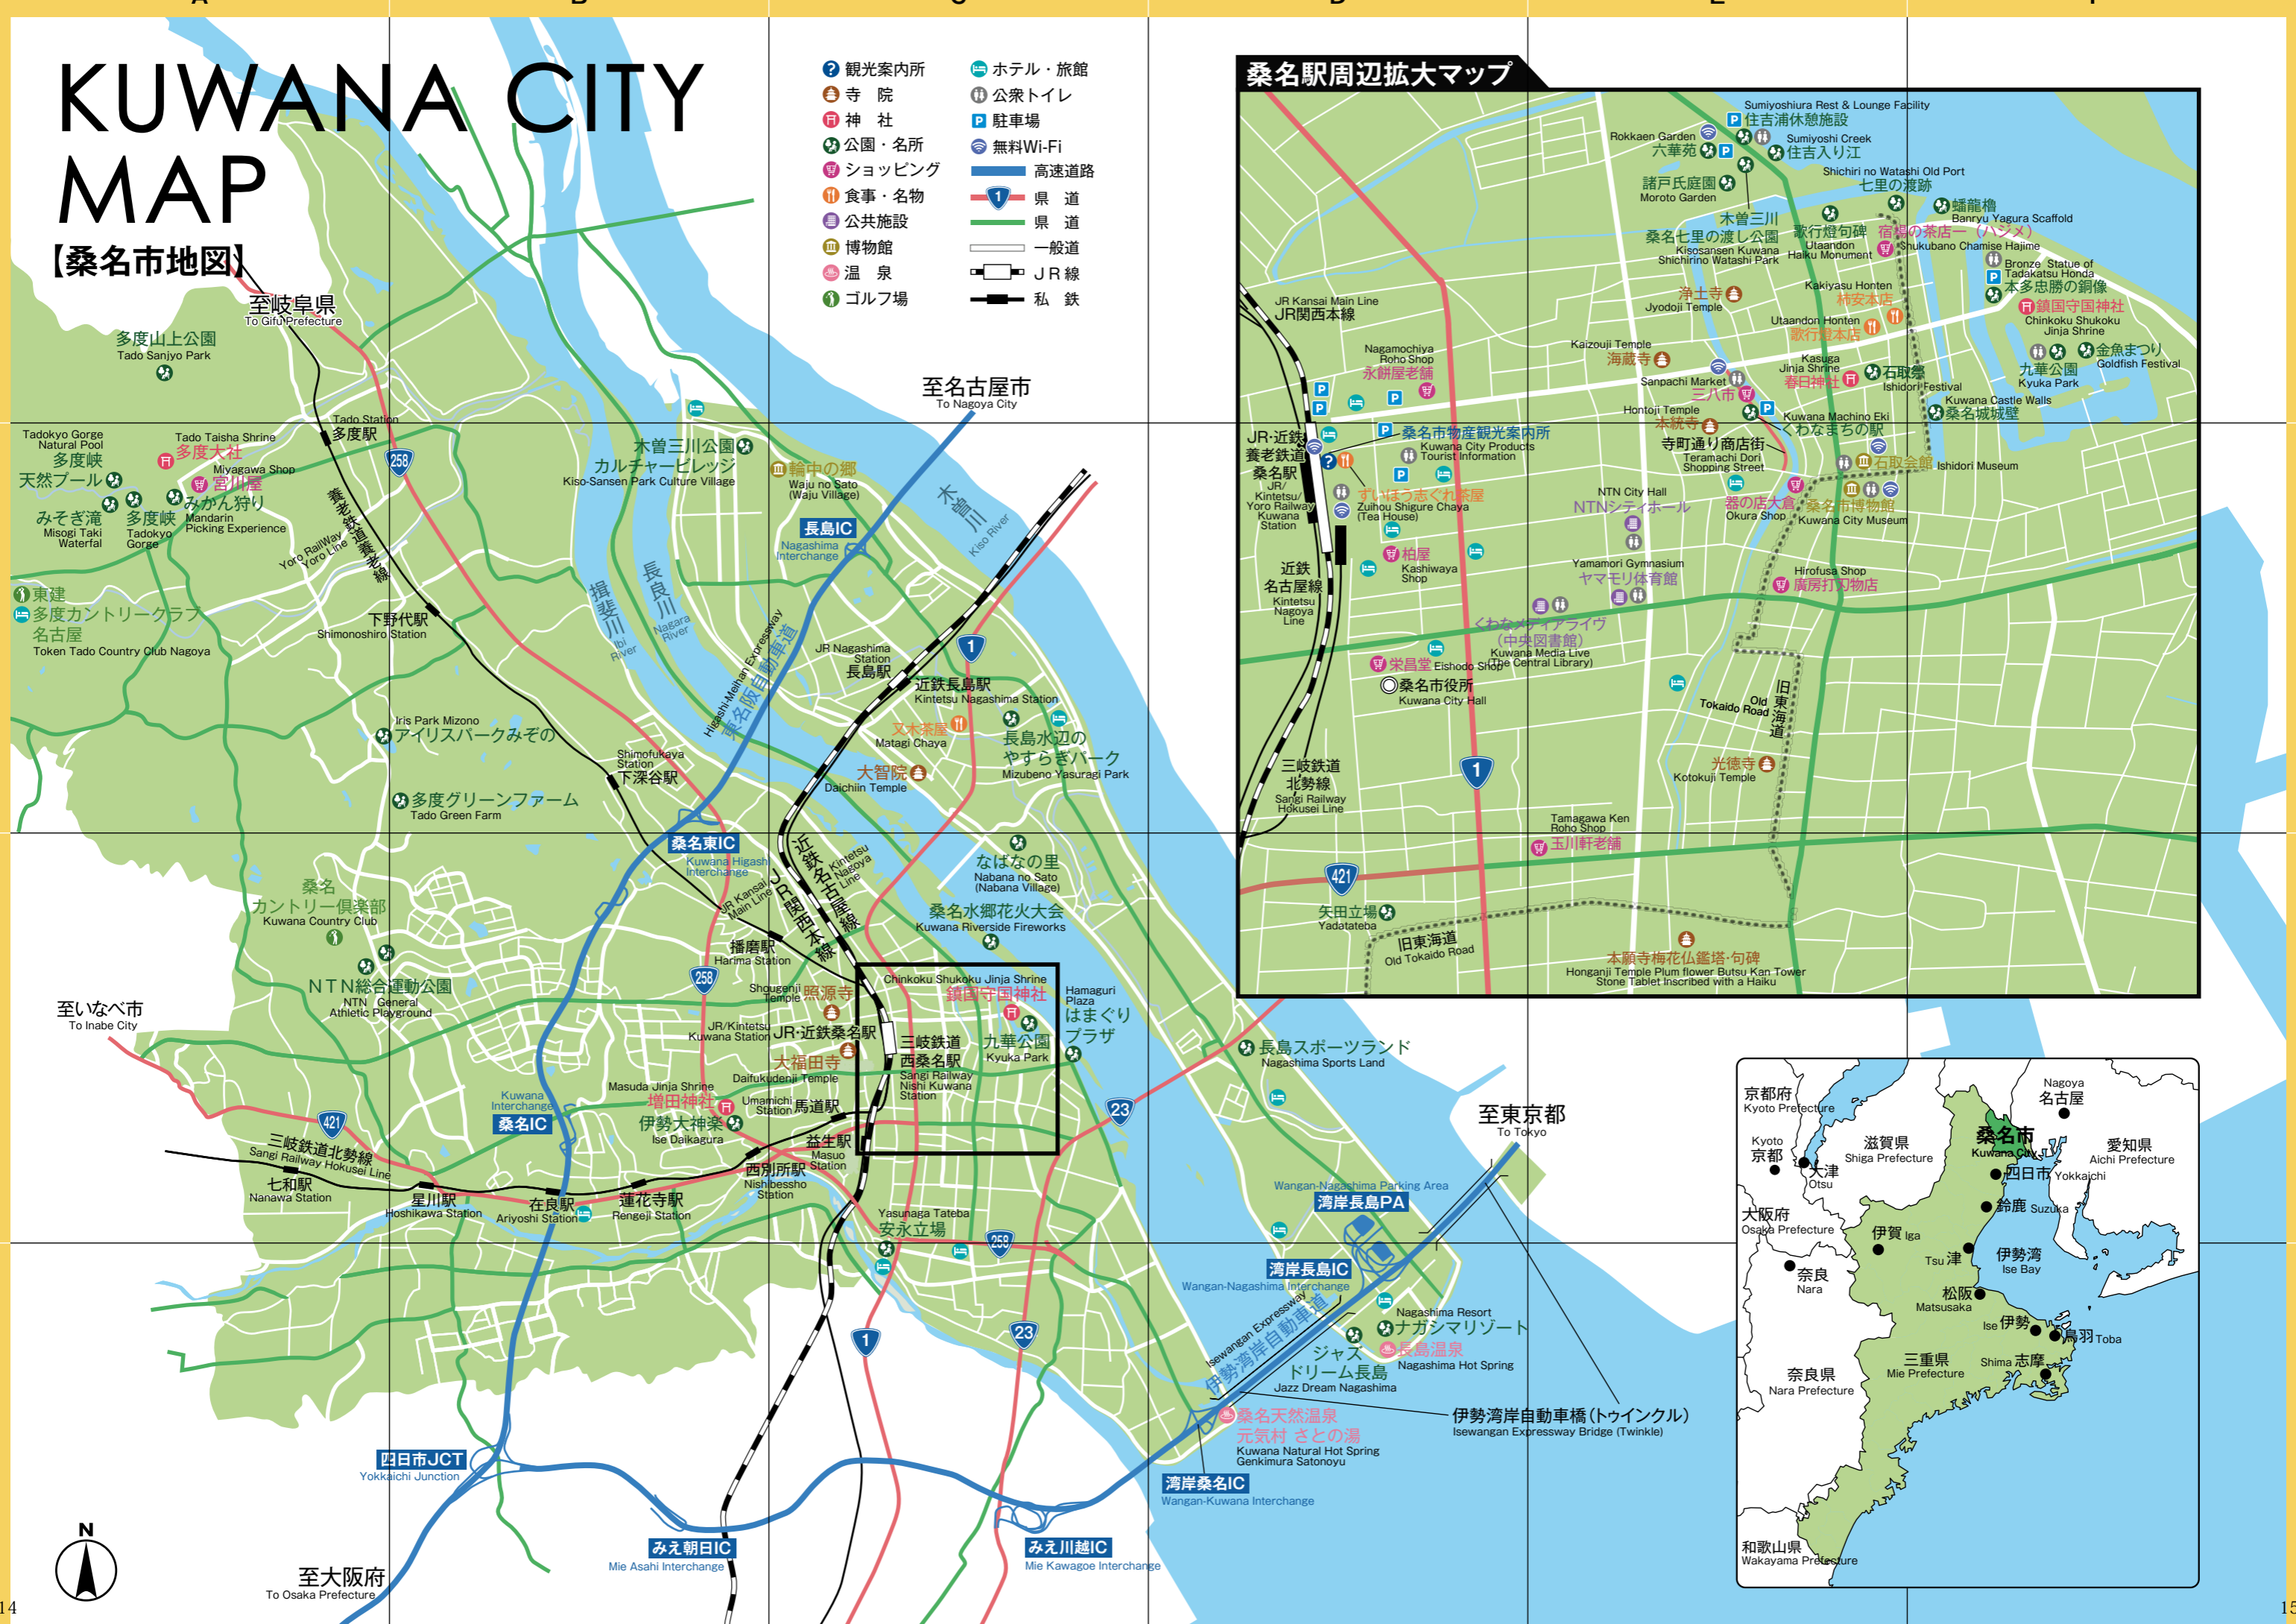 KUWANA CITY
MAP
【桑名市地図】
観光案内所
寺　院
神　社
公園・名所
ショッピング
食事・名物
公共施設
博物館
温　泉
ゴルフ場
ホテル・旅館
公衆トイレ
P 駐車場
無料Wi-Fi
高速道路
1 県　道
県　道
一般道
ＪＲ線
私　鉄
至岐阜県
To Gifu Prefecture
多度山上公園
Tado Sanjyo Park
至名古屋市
To Nagoya City
Tado Station
多度駅
258
Tadokyo Gorge
Natural Pool
多度峡
天然プール
Tado Taisha Shrine
多度大社
Miyagawa Shop
宮川屋
みかん狩り
Mandarin
Picking Experience
みそぎ滝
Misogi Taki
Waterfal
多度峡
Tadokyo
Gorge
養老鉄道養老線
Yoro RailWay
Yoro Line
木曽三川公園
カルチャービレッジ
Kiso-Sansen Park Culture Village
輪中の郷
Waju no Sato
(Waju Village)
木曽川
Kiso River
長島IC
Nagashima
Interchange
揖斐川
Ibi
River
長良川
Nagara
River
東建
多度カントリークラブ
名古屋
Token Tado Country Club Nagoya
下野代駅
Shimonoshiro Station
Higashi-Meihan Expressway
東名阪自動車道
JR Nagashima
Station
長島駅
1
近鉄長島駅
Kintetsu Nagashima Station
又木茶屋
Matagi Chaya
長島水辺の
やすらぎパーク
Mizubeno Yasuragi Park
大智院
Daichiin Temple
Iris Park Mizono
アイリスパークみぞの
Shimofukaya
Station
下深谷駅
多度グリーンファーム
Tado Green Farm
桑名東IC
Kuwana Higashi
Interchange
近鉄名古屋線
Kintetsu
Nagoya
Line
JR Kansai
Main Line
ＪＲ関西本線
なばなの里
Nabana no Sato
(Nabana Village)
桑名
カントリー倶楽部
Kuwana Country Club
桑名水郷花火大会
Kuwana Riverside Fireworks
播磨駅
Harima Station
258
ＮＴＮ総合運動公園
NTN General
Athletic Playground
至いなべ市
To Inabe City
Shougenji
Temple
照源寺
Chinkoku Shukoku Jinja Shrine
鎮国守国神社
Hamaguri
Plaza
はまぐり
プラザ
JR/Kintetsu
Kuwana Station
JR・近鉄桑名駅
三岐鉄道
西桑名駅
Sangi Railway
Nishi Kuwana
Station
九華公園
Kyuka Park
大福田寺
Daifukudenji Temple
Masuda Jinja Shrine
増田神社
Umamichi
Station
馬道駅
伊勢大神楽
Ise Daikagura
Kuwana
Interchange
桑名IC
421
23
三岐鉄道北勢線
Sangi Railway Hokusei Line
七和駅
Nanawa Station
星川駅
Hoshikawa Station
在良駅
Ariyoshi Station
蓮花寺駅
Rengeji Station
西別所駅
Nishibessho
Station
益生駅
Masuo
Station
Yasunaga Tateba
安永立場
258
長島スポーツランド
Nagashima Sports Land
至東京都
To Tokyo
Wangan-Nagashima Parking Area
湾岸長島PA
湾岸長島IC
Wangan-Nagashima Interchange
Isewangan Expressway
伊勢湾岸自動車道
Nagashima Resort
ナガシマリゾート
長島温泉
Nagashima Hot Spring
ジャズ
ドリーム長島
Jazz Dream Nagashima
1
23
桑名天然温泉
元気村 さとの湯
Kuwana Natural Hot Spring
Genkimura Satonoyu
伊勢湾岸自動車橋（トゥインクル）
Isewangan Expressway Bridge (Twinkle)
湾岸桑名IC
Wangan-Kuwana Interchange
四日市JCT
Yokkaichi Junction
みえ朝日IC
Mie Asahi Interchange
みえ川越IC
Mie Kawagoe Interchange
至大阪府
To Osaka Prefecture
N
14
桑名駅周辺拡大マップ
Sumiyoshiura Rest & Lounge Facility
住吉浦休憩施設
Rokkaen Garden
六華苑
Sumiyoshi Creek
住吉入り江
Shichiri no Watashi Old Port
七里の渡跡
諸戸氏庭園
Moroto Garden
蟠龍櫓
Banryu Yagura Scaffold
木曽三川
桑名七里の渡し公園
Kisosansen Kuwana
Shichirino Watashi Park
歌行燈句碑
Utaandon
Haiku Monument
宿場の茶店一（ハジメ）
Shukubano Chamise Hajime
Bronze Statue of
Tadakatsu Honda
本多忠勝の銅像
JR Kansai Main Line
JR関西本線
浄土寺
Jyodoji Temple
Kakiyasu Honten
柿安本店
Utaandon Honten
歌行燈本店
鎮国守国神社
Chinkoku Shukoku
Jinja Shrine
Nagamochiya
Roho Shop
永餅屋老舗
Kaizouji Temple
海蔵寺
Kasuga
Jinja Shrine
春日神社
石取祭
Ishidori Festival
九華公園
Kyuka Park
金魚まつり
Goldfish Festival
Sanpachi Market
三八市
Hontoji Temple
本統寺
Kuwana Machino Eki
くわなまちの駅
Kuwana Castle Walls
桑名城城壁
JR・近鉄
養老鉄道
桑名駅
JR/
Kintetsu/
Yoro Railway
Kuwana
Station
桑名市物産観光案内所
Kuwana City Products
Tourist Information
寺町通り商店街
Teramachi Dori
Shopping Street
石取会館 Ishidori Museum
ずいほう志ぐれ茶屋
Zuihou Shigure Chaya
(Tea House)
NTN City Hall
NTNシティホール
器の店大倉
Okura Shop
桑名市博物館
Kuwana City Museum
柏屋
Kashiwaya
Shop
近鉄
名古屋線
Kintetsu
Nagoya
Line
Yamamori Gymnasium
ヤマモリ体育館
Hirofusa Shop
廣房打刃物店
くわなメディアライヴ
（中央図書館）
Kuwana Media Live
(The Central Library)
栄昌堂 Eishodo Shop
桑名市役所
Kuwana City Hall
旧東海道
Old
Tokaido Road
三岐鉄道
北勢線
Sangi Railway
Hokusei Line
1
光徳寺
Kotokuji Temple
Tamagawa Ken
Roho Shop
玉川軒老舗
421
矢田立場
Yadatateba
旧東海道
Old Tokaido Road
本願寺梅花仏鑑塔・句碑
Honganji Temple Plum flower Butsu Kan Tower
Stone Tablet Inscribed with a Haiku
京都府
Kyoto Prefecture
Nagoya
名古屋
Kyoto
京都
大津
Otsu
滋賀県
Shiga Prefecture
桑名市
Kuwana City
愛知県
Aichi Prefecture
四日市 Yokkaichi
鈴鹿 Suzuka
大阪府
Osaka Prefecture
伊賀 Iga
Tsu 津
伊勢湾
Ise Bay
奈良
Nara
松阪
Matsusaka
Ise 伊勢
鳥羽 Toba
三重県
Mie Prefecture
Shima 志摩
奈良県
Nara Prefecture
和歌山県
Wakayama Prefecture